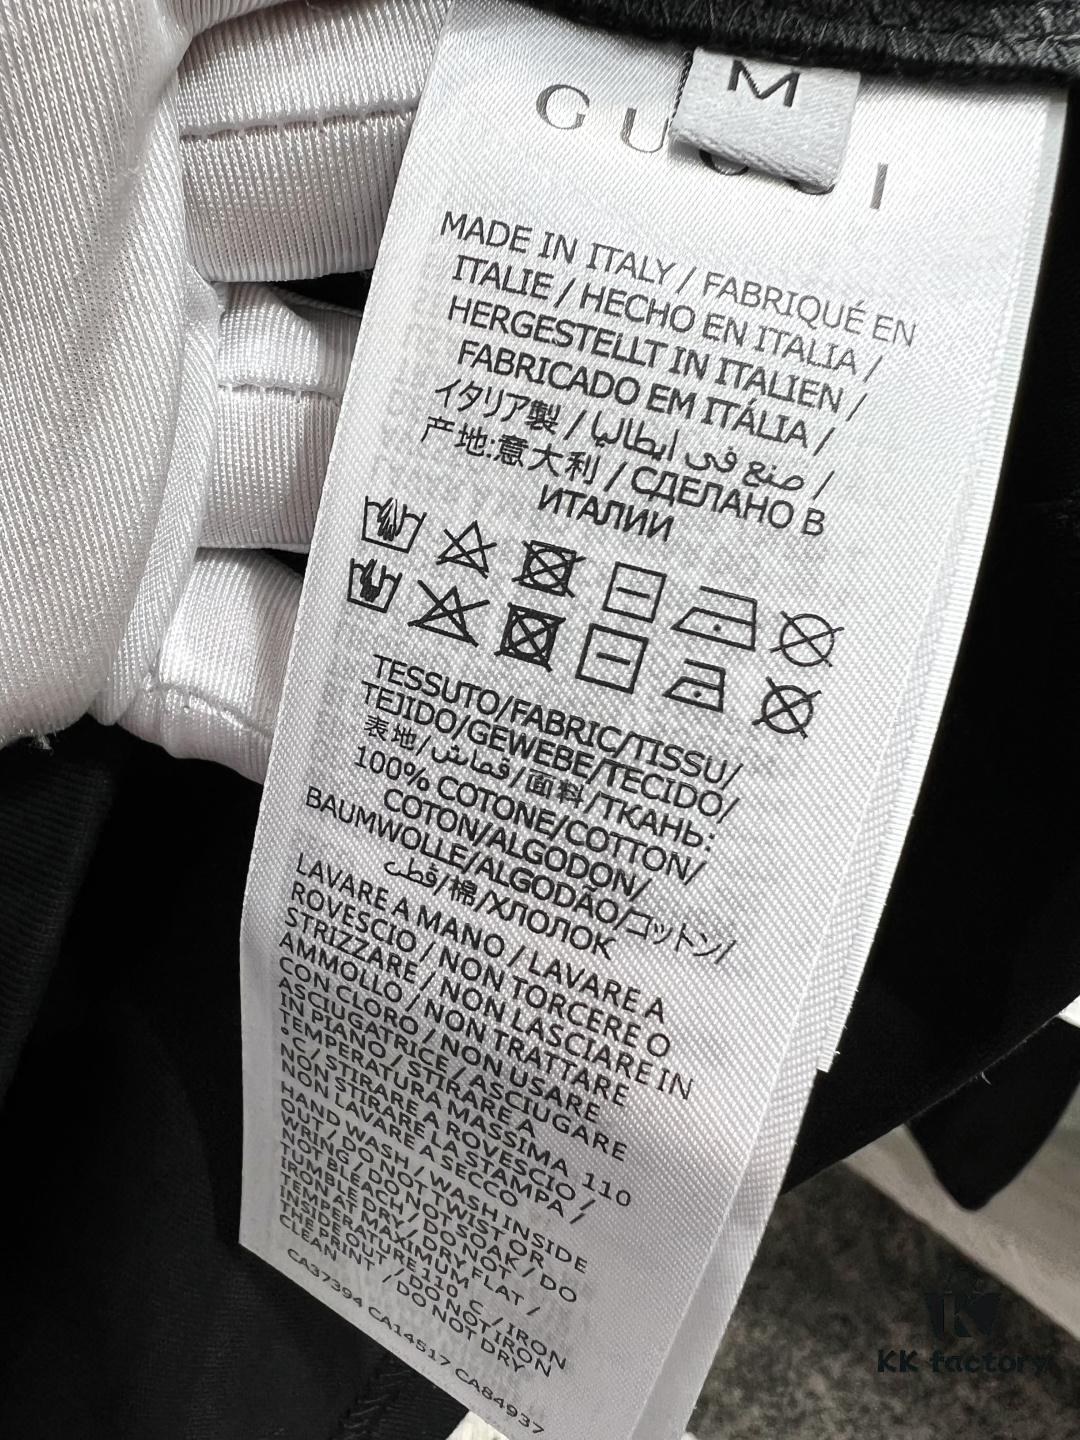 M
GUCCI
MADE IN ITALY / FABRIQUÉ EN
ITALIE / HECHO EN ITALIA /
HERGESTELLT IN ITALIEN /
FABRICADO EM ITÁLIA /
イタリア製 / صنع في ايطاليا /
产地:意大利 / СДЕЛАНО В
ИТАЛИИ
TESSUTO/FABRIC/TISSU/
TEJIDO/GEWEBE/TECIDO/
表地/قماش/面料/ТКАНЬ:
100% COTONE/COTTON/
COTON/ALGODON/
BAUMWOLLE/ALGODÃO/コットン/
قطن/棉/ХЛОПОК
LAVARE A MANO / LAVARE A
ROVESCIO / NON TORCERE O
STRIZZARE / NON LASCIARE IN
AMMOLLO / NON TRATTARE
CON CLORO / NON USARE
ASCIUGATRICE / ASCIUGARE
IN PIANO / STIRARE A
TEMPERATURA MASSIMA 110
°C / STIRARE A ROVESCIO /
NON STIRARE LA STAMPA /
NON LAVARE A SECCO
HAND WASH / WASH INSIDE
OUT / DO NOT TWIST OR
WRING / DO NOT SOAK / DO
NOT BLEACH / DO NOT
TUMBLE DRY / DRY FLAT /
IRON AT MAXIMUM
TEMPERATURE 110 C / IRON
INSIDE OUT / DO NOT IRON
THE PRINT / DO NOT DRY
CLEAN
CA37394 CA14517 CA84937
KK factory